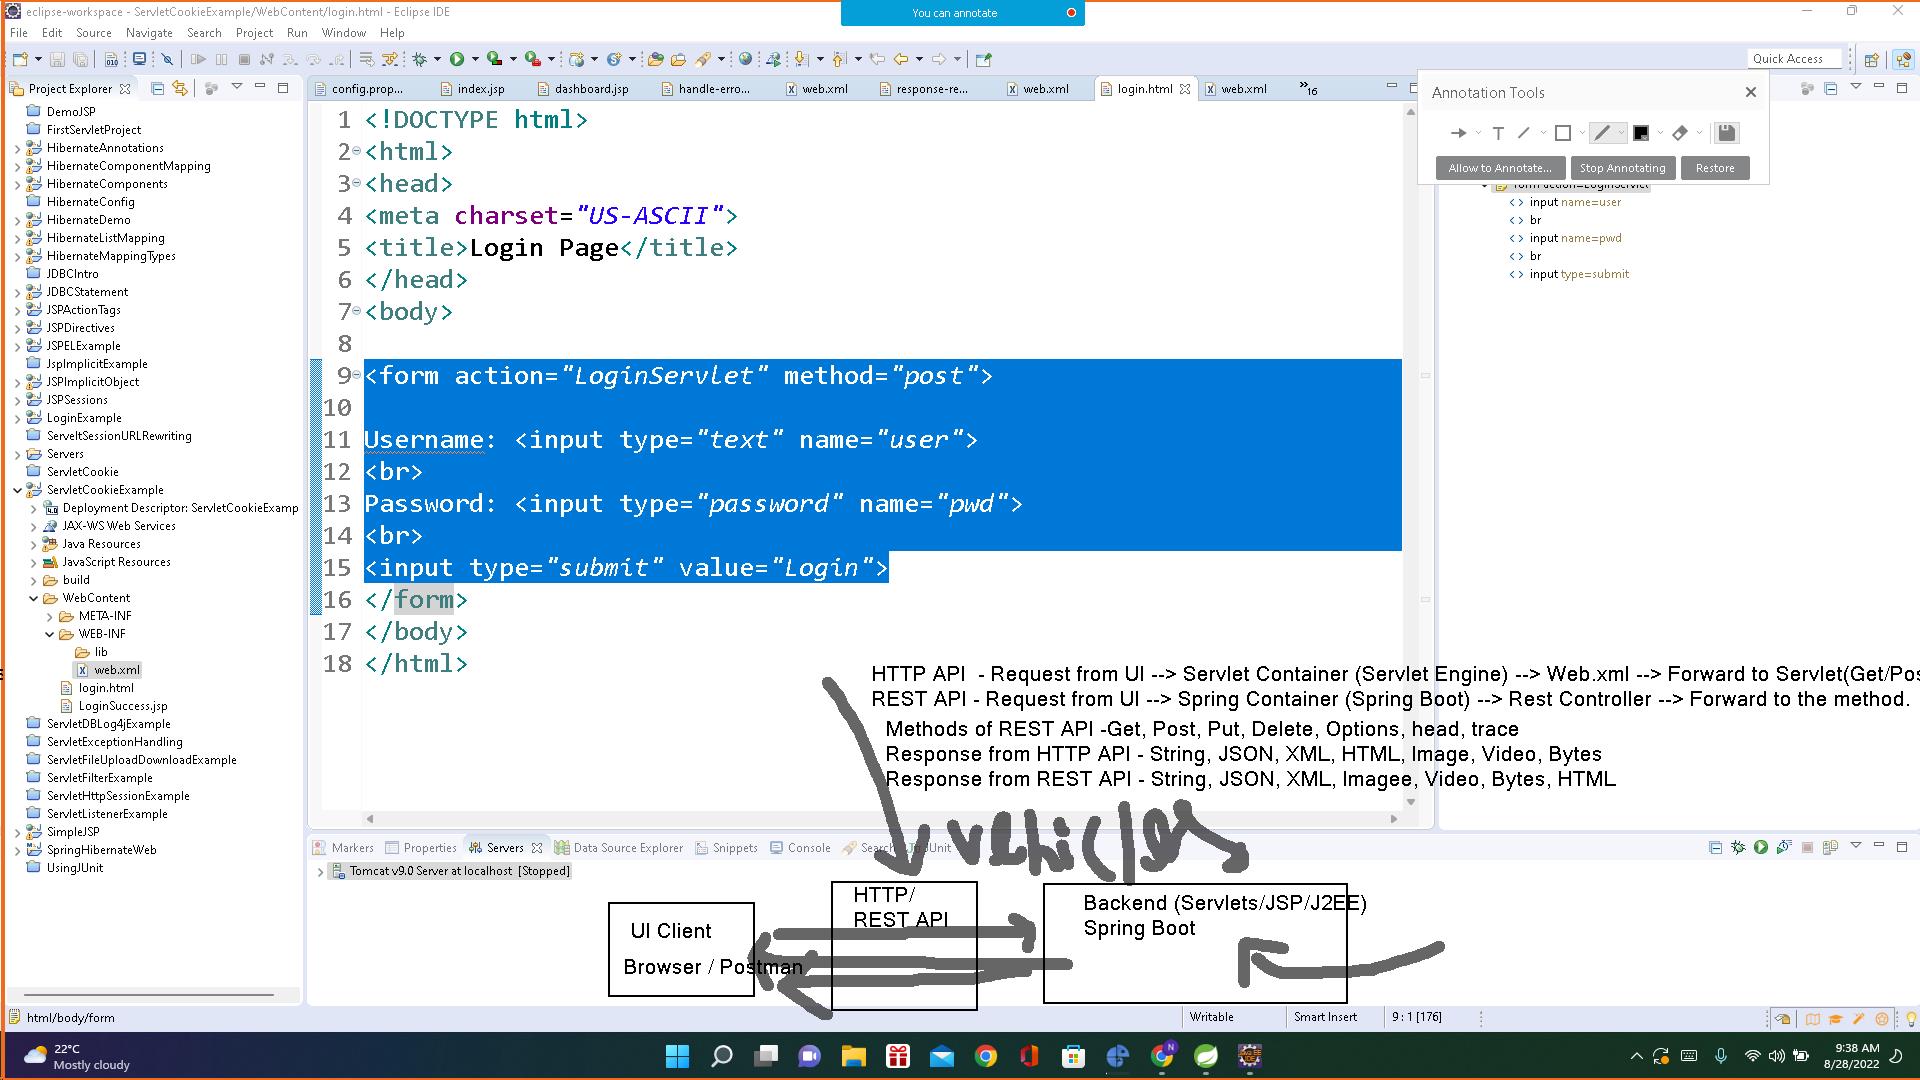 eclipse-workspace - ServletCookieExample/WebContent/login.html - Eclipse IDE
You can annotate
File Edit Source Navigate Search Project Run Window Help
Quick Access
Project Explorer
config.prop... index.jsp dashboard.jsp handle-erro... web.xml response-re... web.xml login.html web.xml »16
Annotation Tools
Allow to Annotate... Stop Annotating Restore
DemoJSP
FirstServletProject
HibernateAnnotations
HibernateComponentMapping
HibernateComponents
HibernateConfig
HibernateDemo
HibernateListMapping
HibernateMappingTypes
JDBCIntro
JDBCStatement
JSPActionTags
JSPDirectives
JSPELExample
JspImplicitExample
JSPImplicitObject
JSPSessions
LoginExample
ServeltSessionURLRewriting
Servers
ServletCookie
ServletCookieExample
Deployment Descriptor: ServletCookieExamp
JAX-WS Web Services
Java Resources
JavaScript Resources
build
WebContent
META-INF
WEB-INF
lib
web.xml
login.html
LoginSuccess.jsp
ServletDBLog4jExample
ServletExceptionHandling
ServletFileUploadDownloadExample
ServletFilterExample
ServletHttpSessionExample
ServletListenerExample
SimpleJSP
SpringHibernateWeb
UsingJUnit
1 <!DOCTYPE html>
2 <html>
3 <head>
4 <meta charset="US-ASCII">
5 <title>Login Page</title>
6 </head>
7 <body>
8
9 <form action="LoginServlet" method="post">
10
11 Username: <input type="text" name="user">
12 <br>
13 Password: <input type="password" name="pwd">
14 <br>
15 <input type="submit" value="Login">
16 </form>
17 </body>
18 </html>
form action=LoginServlet
input name=user
br
input name=pwd
br
input type=submit
HTTP API - Request from UI --> Servlet Container (Servlet Engine) --> Web.xml --> Forward to Servlet(Get/Pos
REST API - Request from UI --> Spring Container (Spring Boot) --> Rest Controller --> Forward to the method.
Methods of REST API -Get, Post, Put, Delete, Options, head, trace
Response from HTTP API - String, JSON, XML, HTML, Image, Video, Bytes
Response from REST API - String, JSON, XML, Imagee, Video, Bytes, HTML
vehicles
Markers Properties Servers Data Source Explorer Snippets Console Search JUnit
Tomcat v9.0 Server at localhost [Stopped]
UI Client
Browser / Postman
HTTP/
REST API
Backend (Servlets/JSP/J2EE)
Spring Boot
html/body/form Writable Smart Insert 9 : 1 [176]
22°C
Mostly cloudy
9:38 AM
8/28/2022